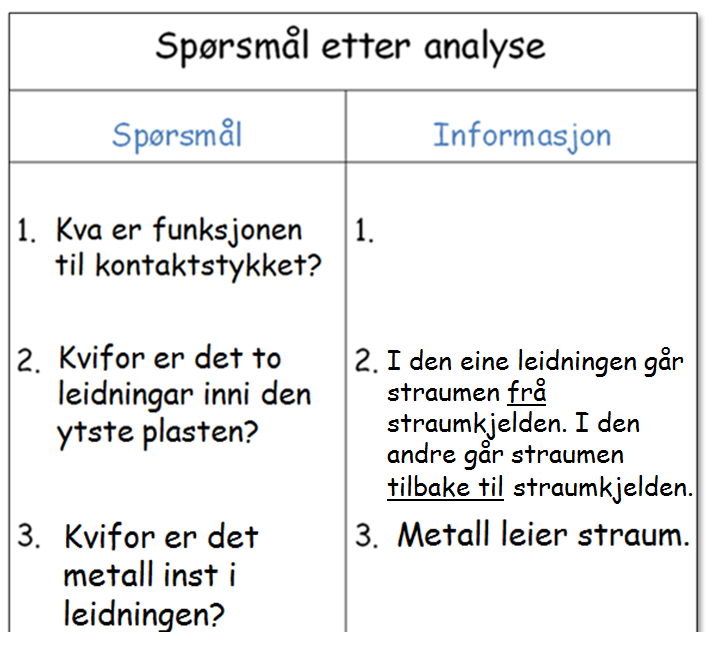 Spørsmål etter analyse
Spørsmål
Informasjon
1. Kva er funksjonen
til kontaktstykket?
1.
2. Kvifor er det to
leidningar inni den
ytste plasten?
2. I den eine leidningen går
straumen frå
straumkjelden. I den
andre går straumen
tilbake til straumkjelden.
3. Kvifor er det
metall inst i
leidningen?
3. Metall leier straum.